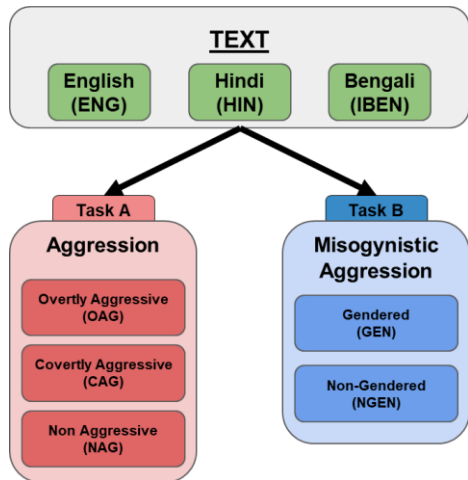 TEXT
English
(ENG)
Hindi
(HIN)
Bengali
(IBEN)
Task A
Aggression
Overtly Aggressive
(OAG)
Covertly Aggressive
(CAG)
Non Aggressive
(NAG)
Task B
Misogynistic
Aggression
Gendered
(GEN)
Non-Gendered
(NGEN)